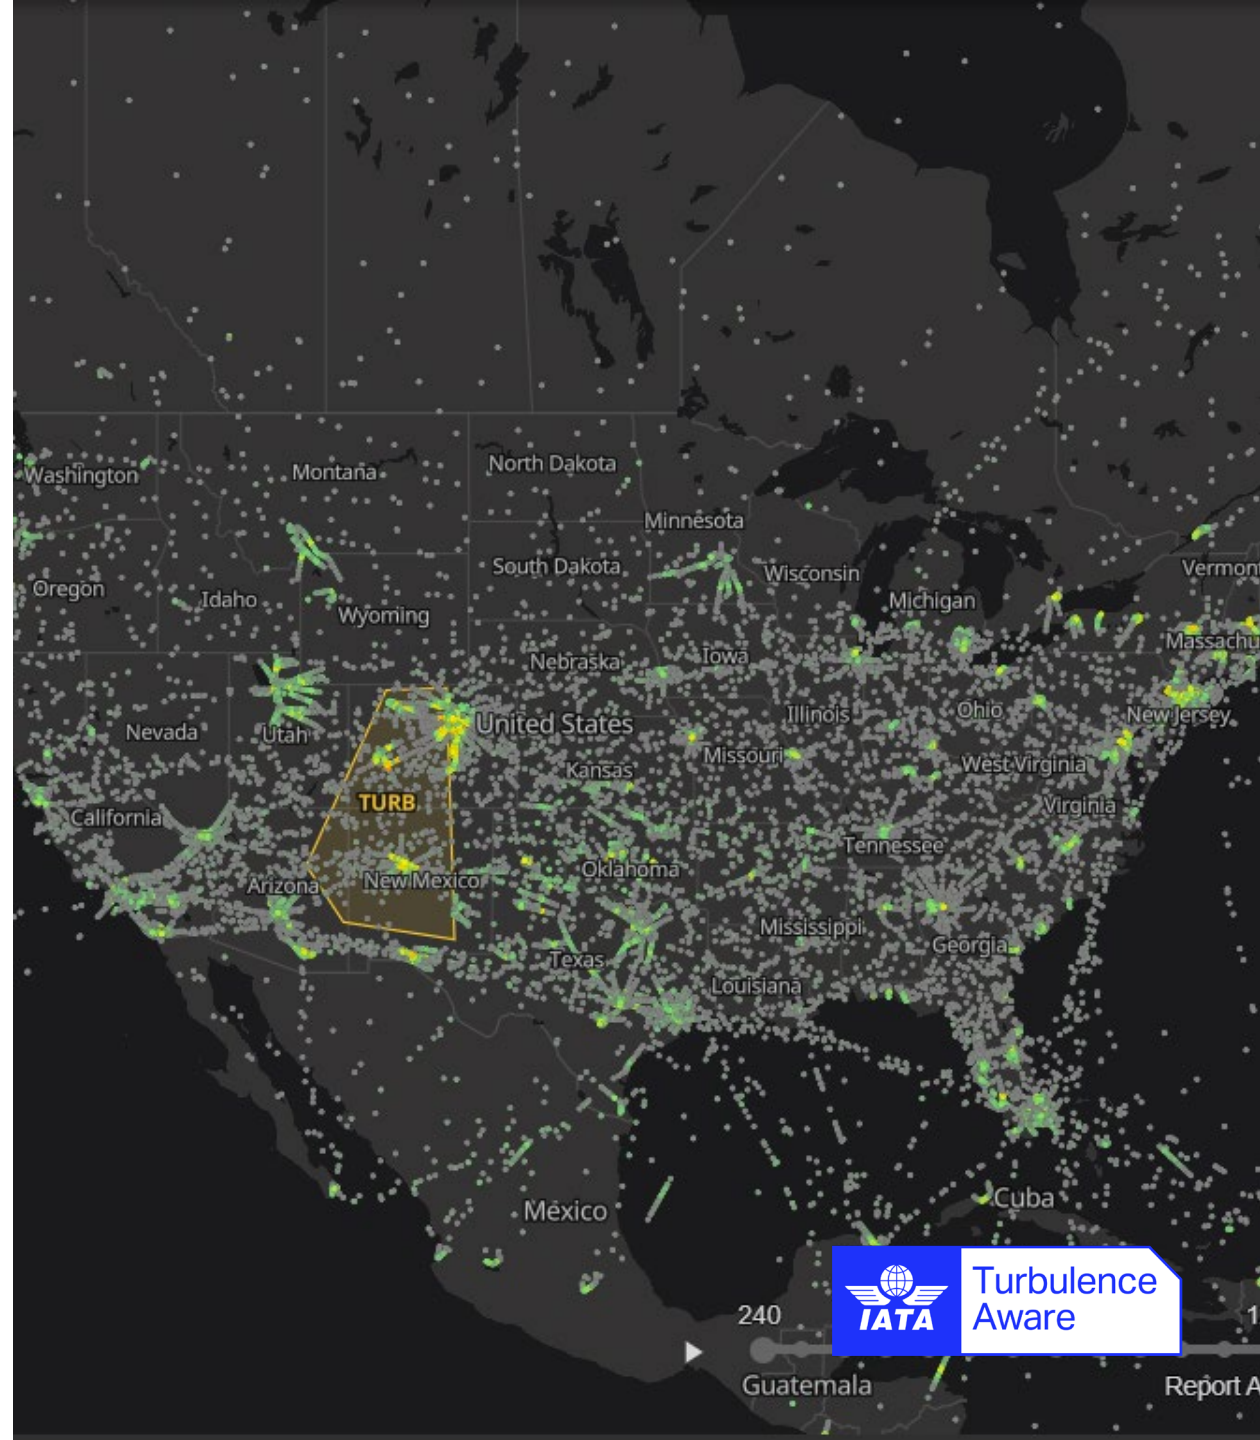 Washington
Montana
North Dakota
Minnesota
South Dakota
Wisconsin
Vermont
Oregon
Idaho
Wyoming
Michigan
Massachu
Nebraska
Iowa
Nevada
Utah
United States
Illinois
Ohio
New Jersey
Kansas
Missouri
West Virginia
TURB
California
Virginia
Tennessee
Arizona
New Mexico
Oklahoma
Mississippi
Georgia
Texas
Louisiana
México
Cuba
IATA
Turbulence
Aware
240
1
Guatemala
Report A